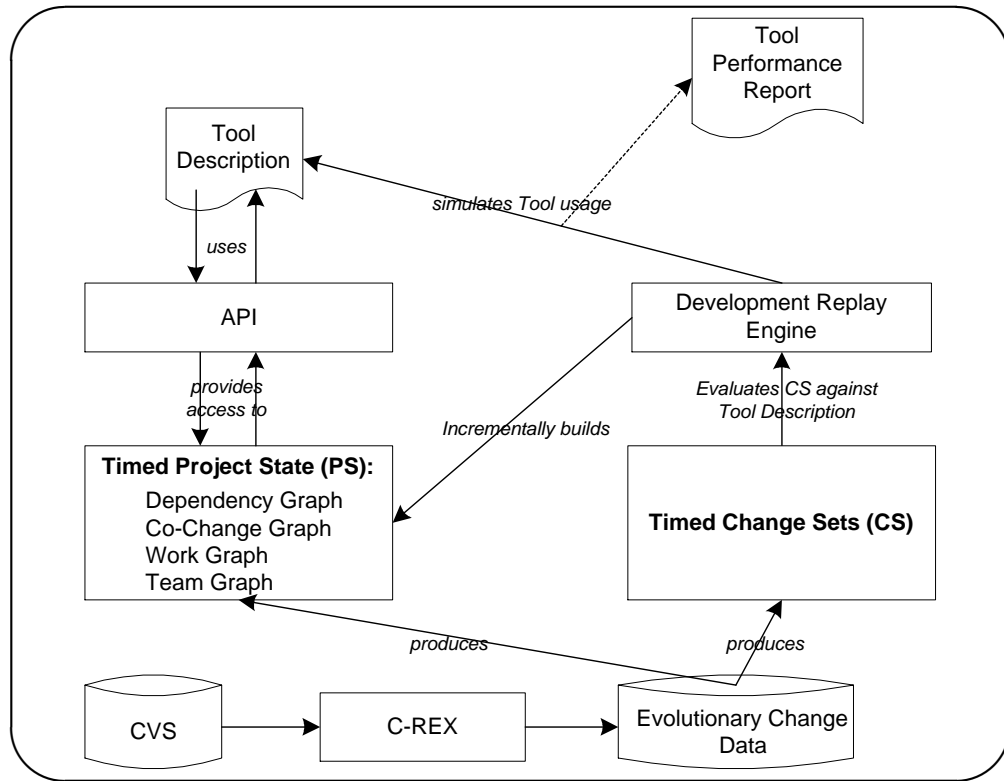 Tool
Performance
Report
Tool
Description
simulates Tool usage
uses
API
Development Replay
Engine
provides
access to
Evaluates CS against
Tool Description
Incrementally builds
Timed Project State (PS):
Dependency Graph
Co-Change Graph
Work Graph
Team Graph
Timed Change Sets (CS)
produces
produces
CVS
C-REX
Evolutionary Change
Data